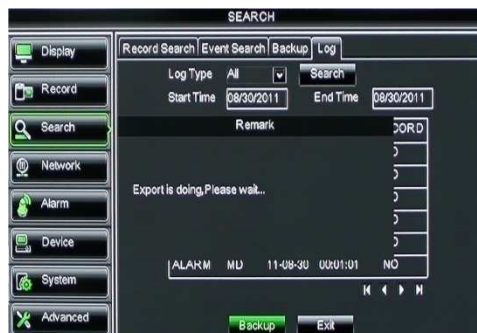 SEARCH
Display
Record
Search
Network
Alarm
Device
System
Advanced
Record Search Event Search Backup Log
Log Type All Search
Start Time 08/30/2011 End Time 08/30/2011
Remark
Export is doing,Please wait...
CORD
ALARM MD 11-08-30 00:01:01 NO
Backup Exit